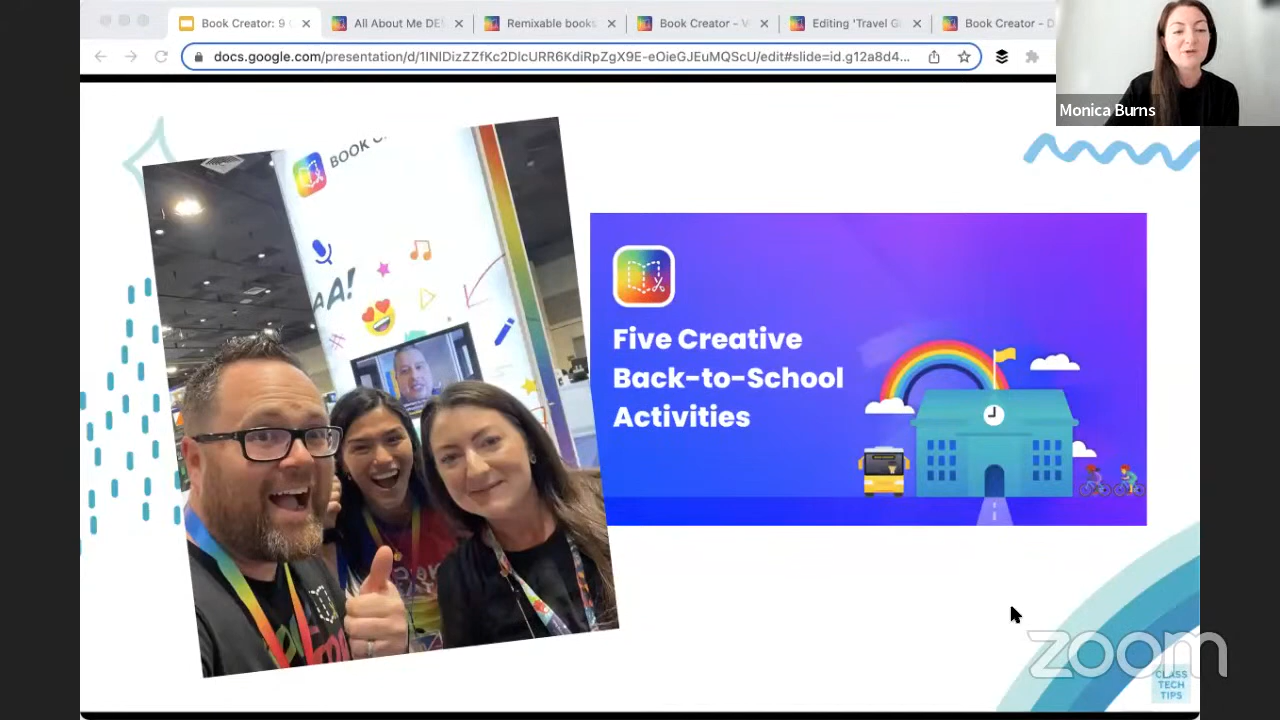 Book Creator: 9
All About Me DE
Remixable books
Book Creator - V
Editing 'Travel G
Book Creator - D
docs.google.com/presentation/d/1INlDizZZfKc2DlcURR6KdiRpZgX9E-eOieGJEuMQScU/edit#slide=id.g12a8d4...
Monica Burns
BOOK C
AA!
#
Five Creative
Back-to-School
Activities
zoom
CLASS
TECH
TIPS